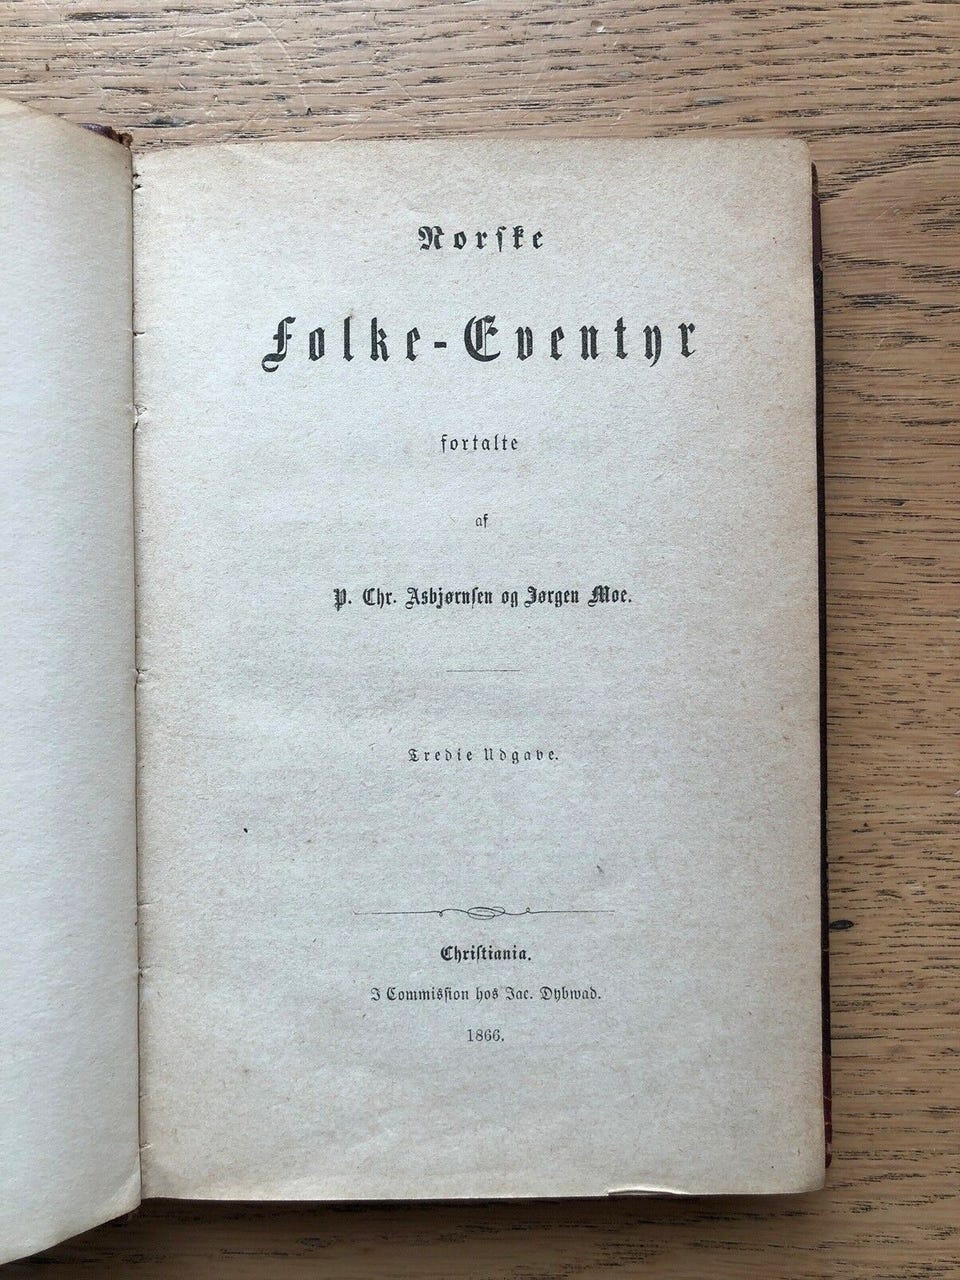 Norſke
Folke-Eventyr
fortalte
af
P. Chr. Asbjørnſen og Jørgen Moe.
Tredie Udgave.
Chriſtiania.
I Commisſion hos Jac. Dybwad.
1866.